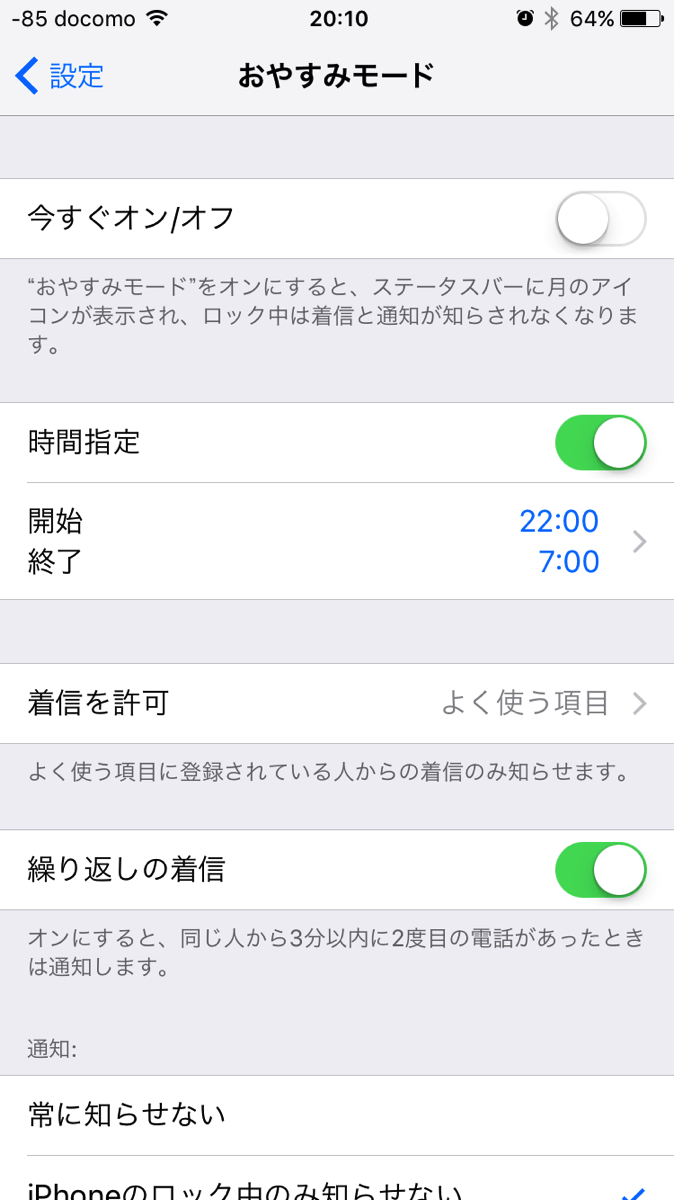 -85 docomo 20:10 64%
設定 おやすみモード
今すぐオン/オフ
“おやすみモード”をオンにすると、ステータスバーに月のアイ
コンが表示され、ロック中は着信と通知が知らされなくなりま
す。
時間指定
開始 22:00
終了 7:00
着信を許可 よく使う項目
よく使う項目に登録されている人からの着信のみ知らせます。
繰り返しの着信
オンにすると、同じ人から3分以内に2度目の電話があったとき
は通知します。
通知:
常に知らせない
iPhoneのロック中のみ知らせない